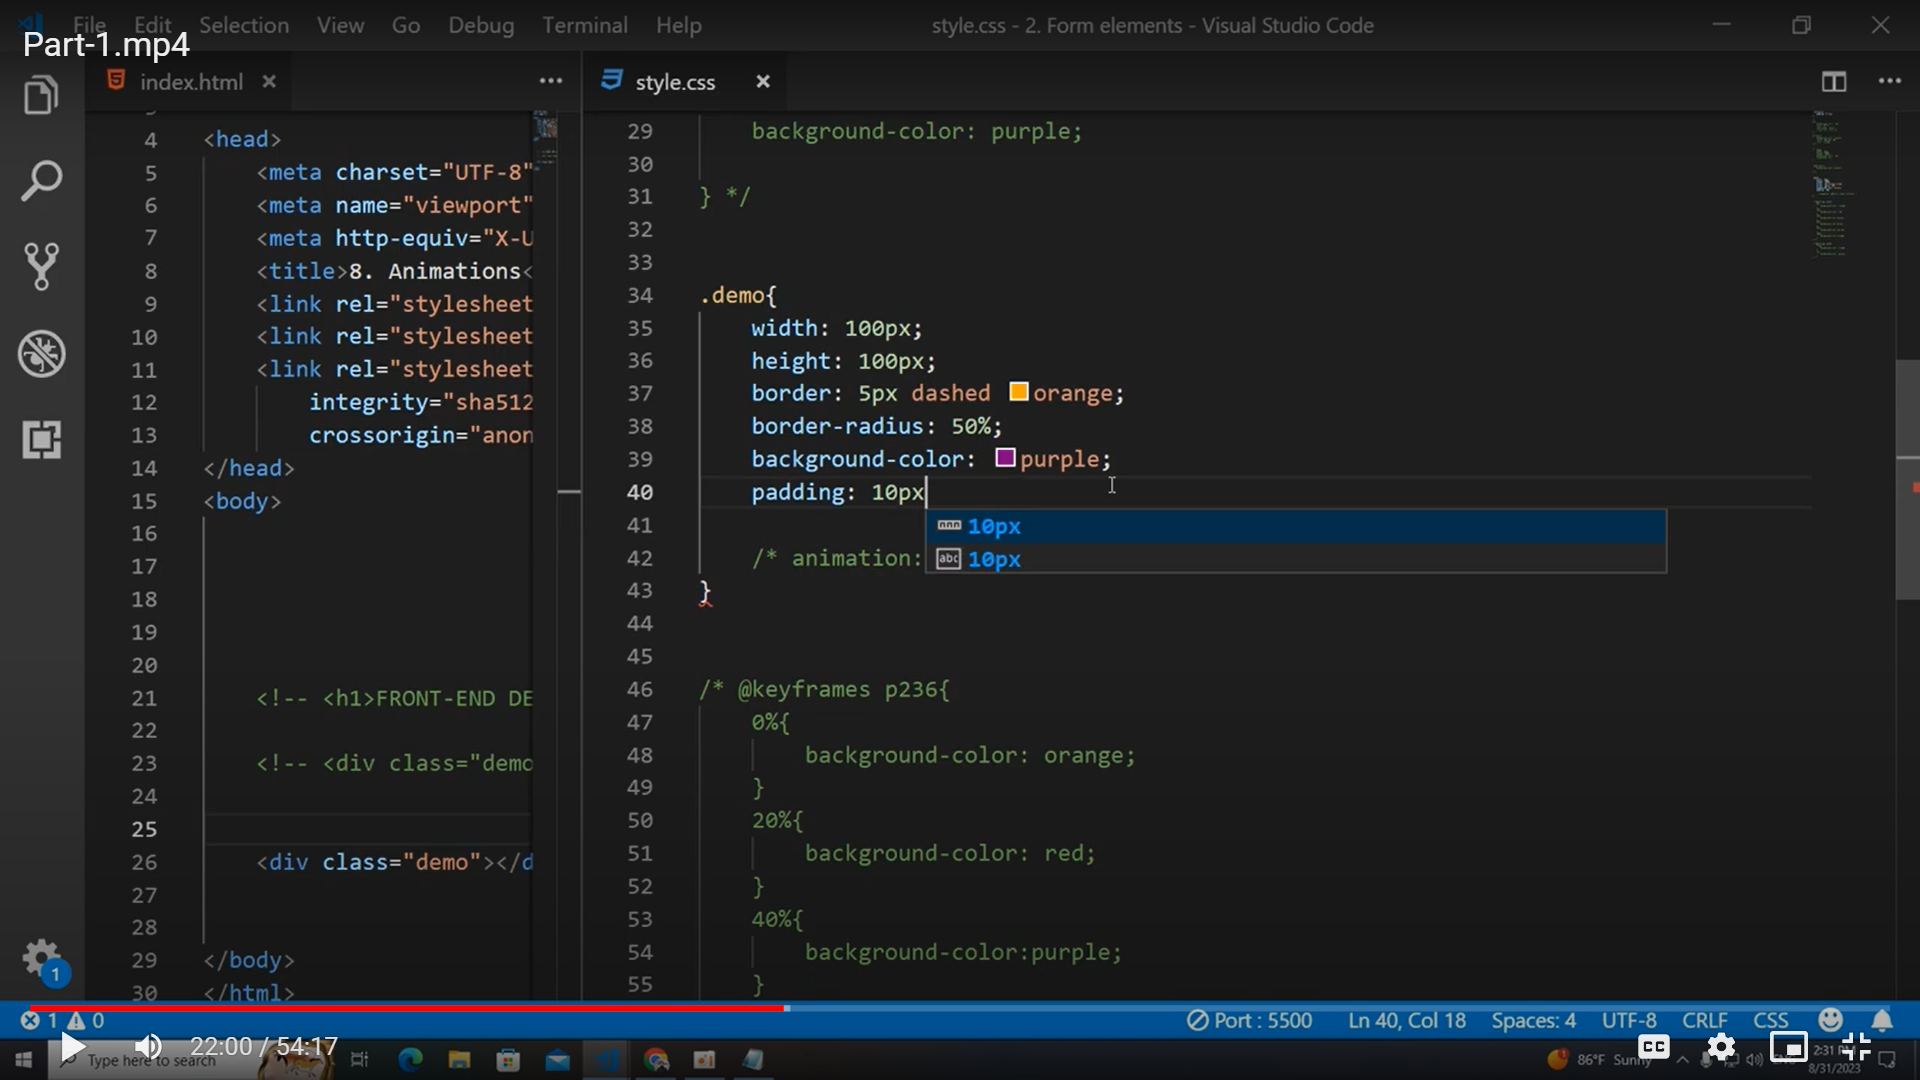 File Edit Selection View Go Debug Terminal Help
style.css - 2. Form elements - Visual Studio Code
Part-1.mp4
index.html
style.css
4 <head>
5 <meta charset="UTF-8"
6 <meta name="viewport"
7 <meta http-equiv="X-U
8 <title>8. Animations<
9 <link rel="stylesheet
10 <link rel="stylesheet
11 <link rel="stylesheet
12 integrity="sha512
13 crossorigin="anon
14 </head>
15 <body>
16
17
18
19
20
21 <!-- <h1>FRONT-END DE
22
23 <!-- <div class="demo
24
25
26 <div class="demo"></d
27
28
29 </body>
30 </html>
29 background-color: purple;
30
31 } */
32
33
34 .demo{
35 width: 100px;
36 height: 100px;
37 border: 5px dashed orange;
38 border-radius: 50%;
39 background-color: purple;
40 padding: 10px
10px
abc 10px
41
42 /* animation:
43 }
44
45
46 /* @keyframes p236{
47 0%{
48 background-color: orange;
49 }
50 20%{
51 background-color: red;
52 }
53 40%{
54 background-color:purple;
55 }
1
1 0
Port : 5500 Ln 40, Col 18 Spaces: 4 UTF-8 CRLF CSS
22:00 / 54:17
Type here to search
CC
86°F Sunny
2:31
8/31/2023